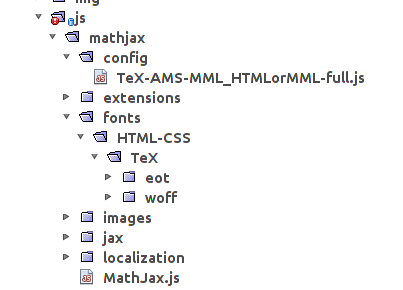 js
mathjax
config
TeX-AMS-MML_HTMLorMML-full.js
extensions
fonts
HTML-CSS
TeX
eot
woff
images
jax
localization
MathJax.js